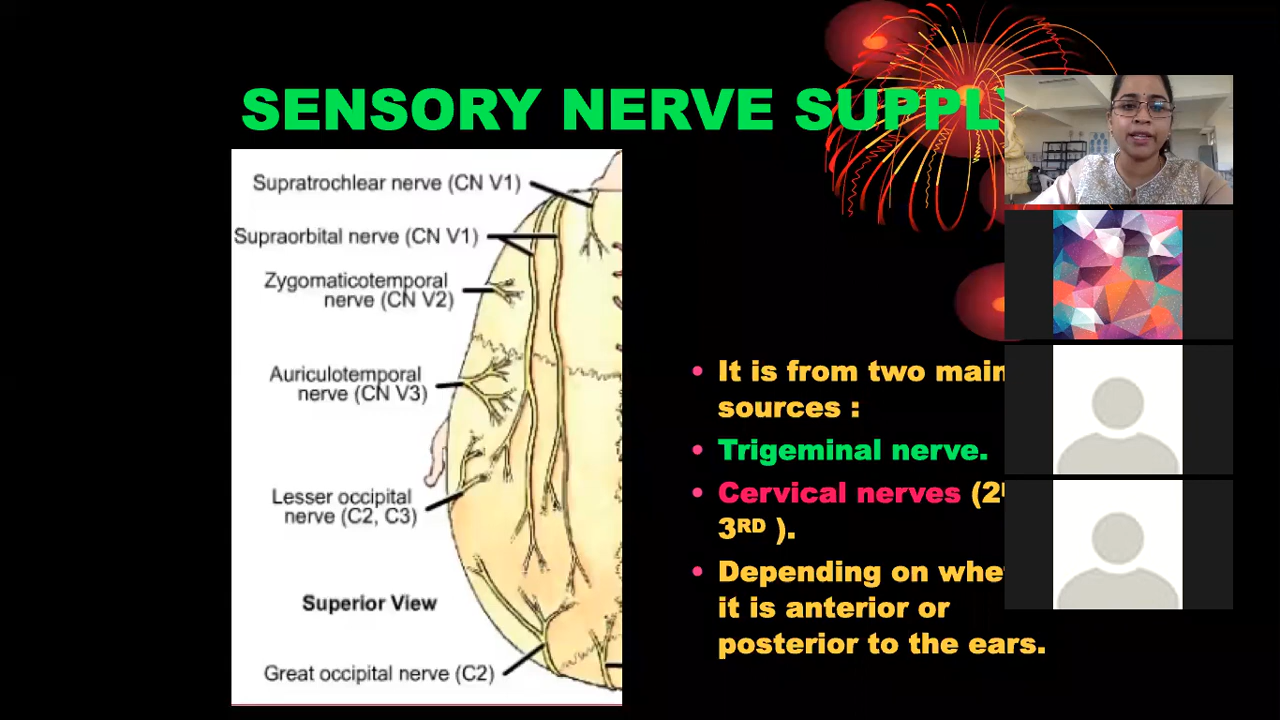 SENSORY NERVE SUPPLY
Supratrochlear nerve (CN V1)
Supraorbital nerve (CN V1)
Zygomaticotemporal
nerve (CN V2)
Auriculotemporal
nerve (CN V3)
Lesser occipital
nerve (C2, C3)
Superior View
Great occipital nerve (C2)
• It is from two main
sources :
• Trigeminal nerve.
• Cervical nerves (2
3RD ).
• Depending on
it is anterior or
posterior to the ears.